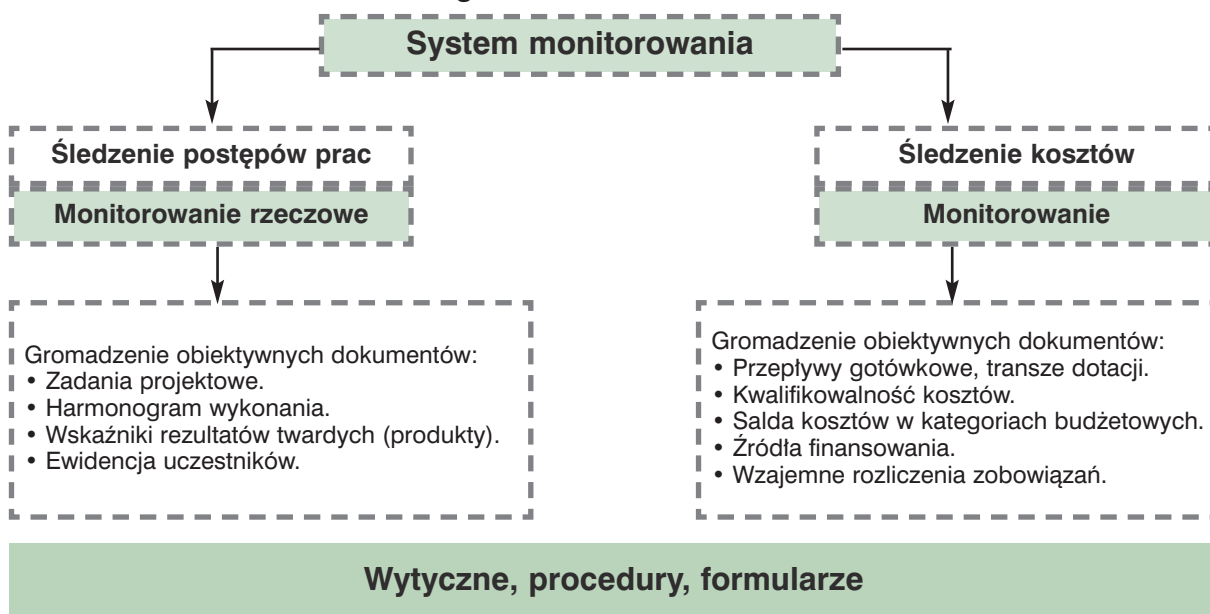 System monitorowania
Śledzenie postępów prac
Monitorowanie rzeczowe
Gromadzenie obiektywnych dokumentów:
• Zadania projektowe.
• Harmonogram wykonania.
• Wskaźniki rezultatów twardych (produkty).
• Ewidencja uczestników.
Śledzenie kosztów
Monitorowanie
Gromadzenie obiektywnych dokumentów:
• Przepływy gotówkowe, transze dotacji.
• Kwalifikowalność kosztów.
• Salda kosztów w kategoriach budżetowych.
• Źródła finansowania.
• Wzajemne rozliczenia zobowiązań.
Wytyczne, procedury, formularze